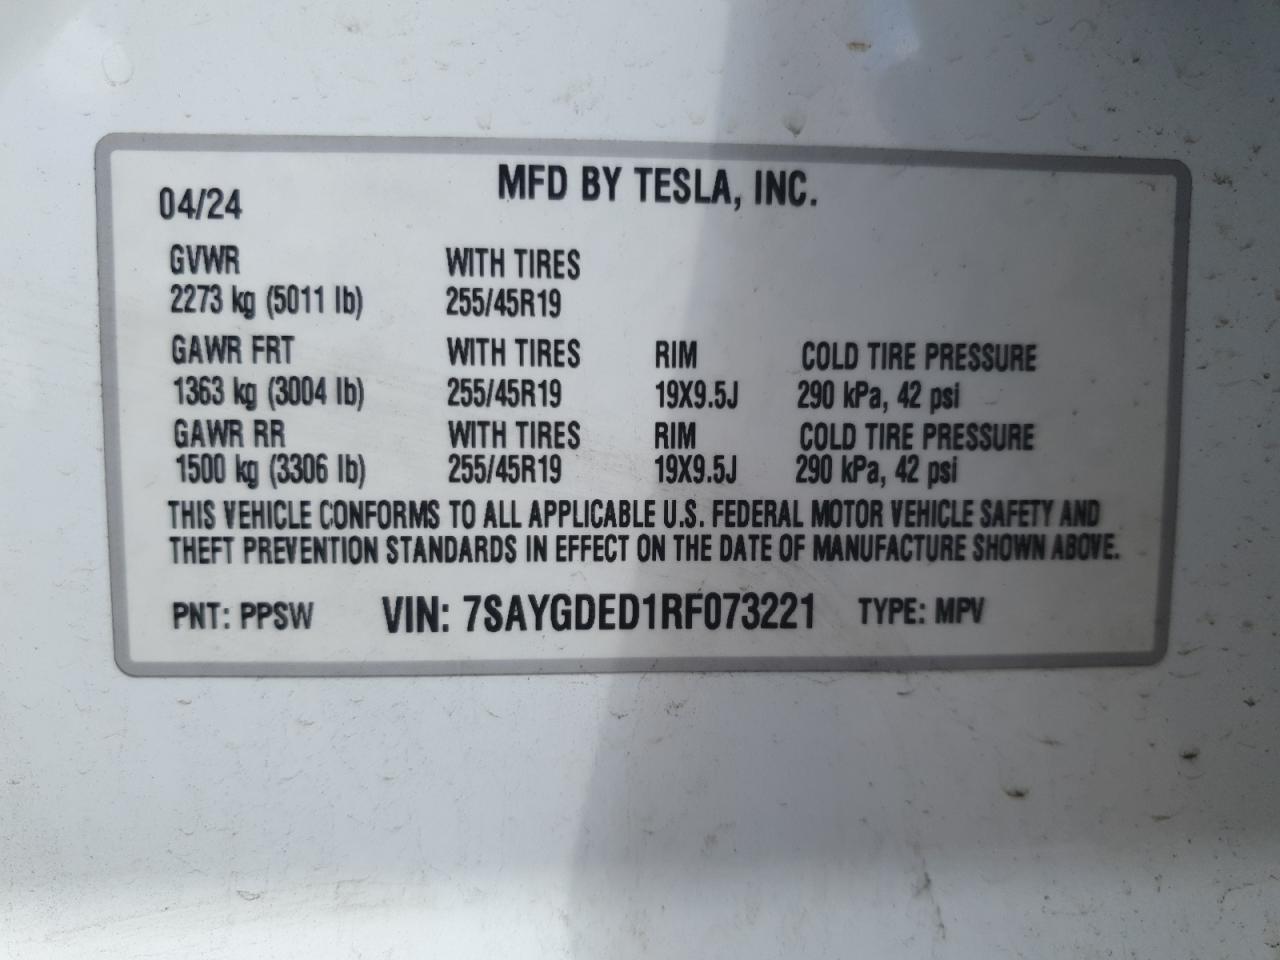 MFD BY TESLA, INC.
04/24
GVWR WITH TIRES
2273 kg (5011 lb) 255/45R19
GAWR FRT WITH TIRES RIM COLD TIRE PRESSURE
1363 kg (3004 lb) 255/45R19 19X9.5J 290 kPa, 42 psi
GAWR RR WITH TIRES RIM COLD TIRE PRESSURE
1500 kg (3306 lb) 255/45R19 19X9.5J 290 kPa, 42 psi
THIS VEHICLE CONFORMS TO ALL APPLICABLE U.S. FEDERAL MOTOR VEHICLE SAFETY AND
THEFT PREVENTION STANDARDS IN EFFECT ON THE DATE OF MANUFACTURE SHOWN ABOVE.
PNT: PPSW VIN: 7SAYGDED1RF073221 TYPE: MPV